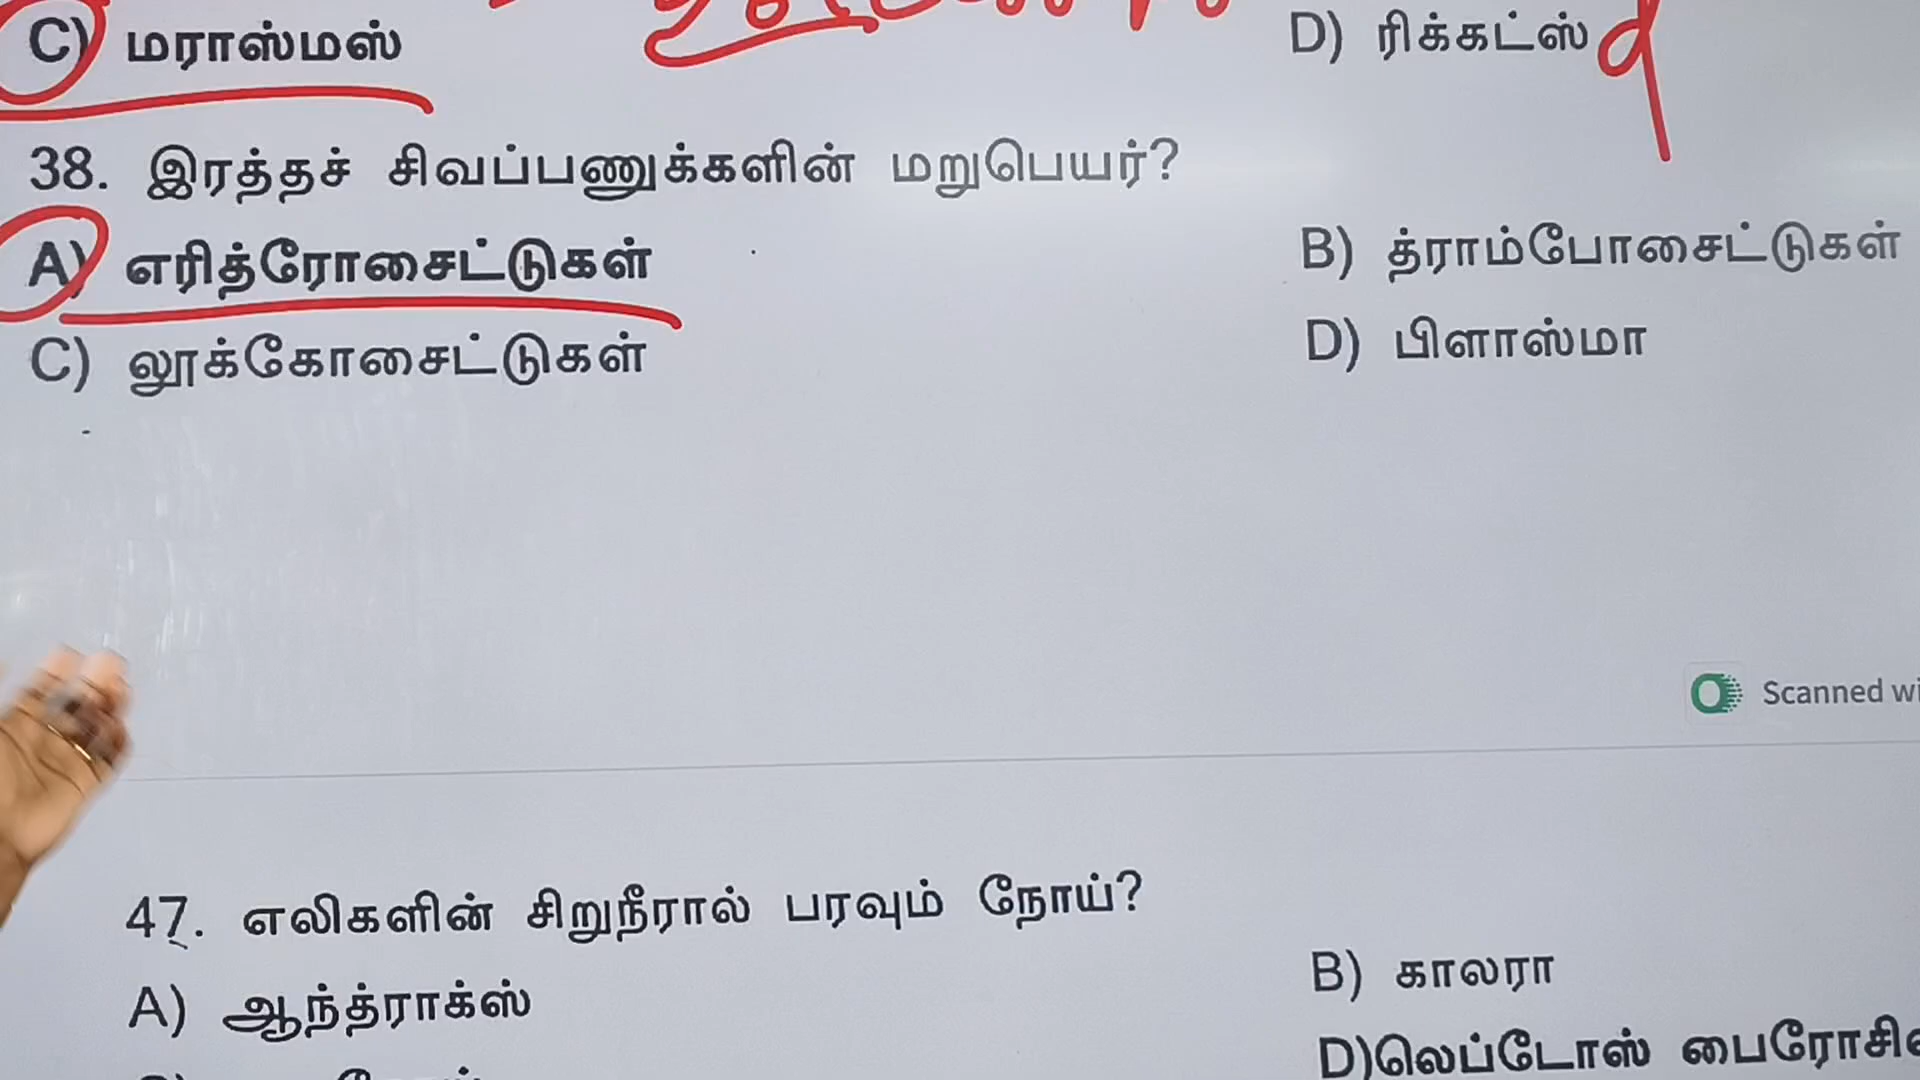 C) மராஸ்மஸ்
D) ரிக்கட்ஸ்
38. இரத்தச் சிவப்பணுக்களின் மறுபெயர்?
A) எரித்ரோசைட்டுகள்
B) த்ராம்போசைட்டுகள்
C) லூக்கோசைட்டுகள்
D) பிளாஸ்மா
Scanned
47. எலிகளின் சிறுநீரால் பரவும் நோய்?
A) ஆந்த்ராக்ஸ்
B) காலரா
D)லெப்டோஸ்